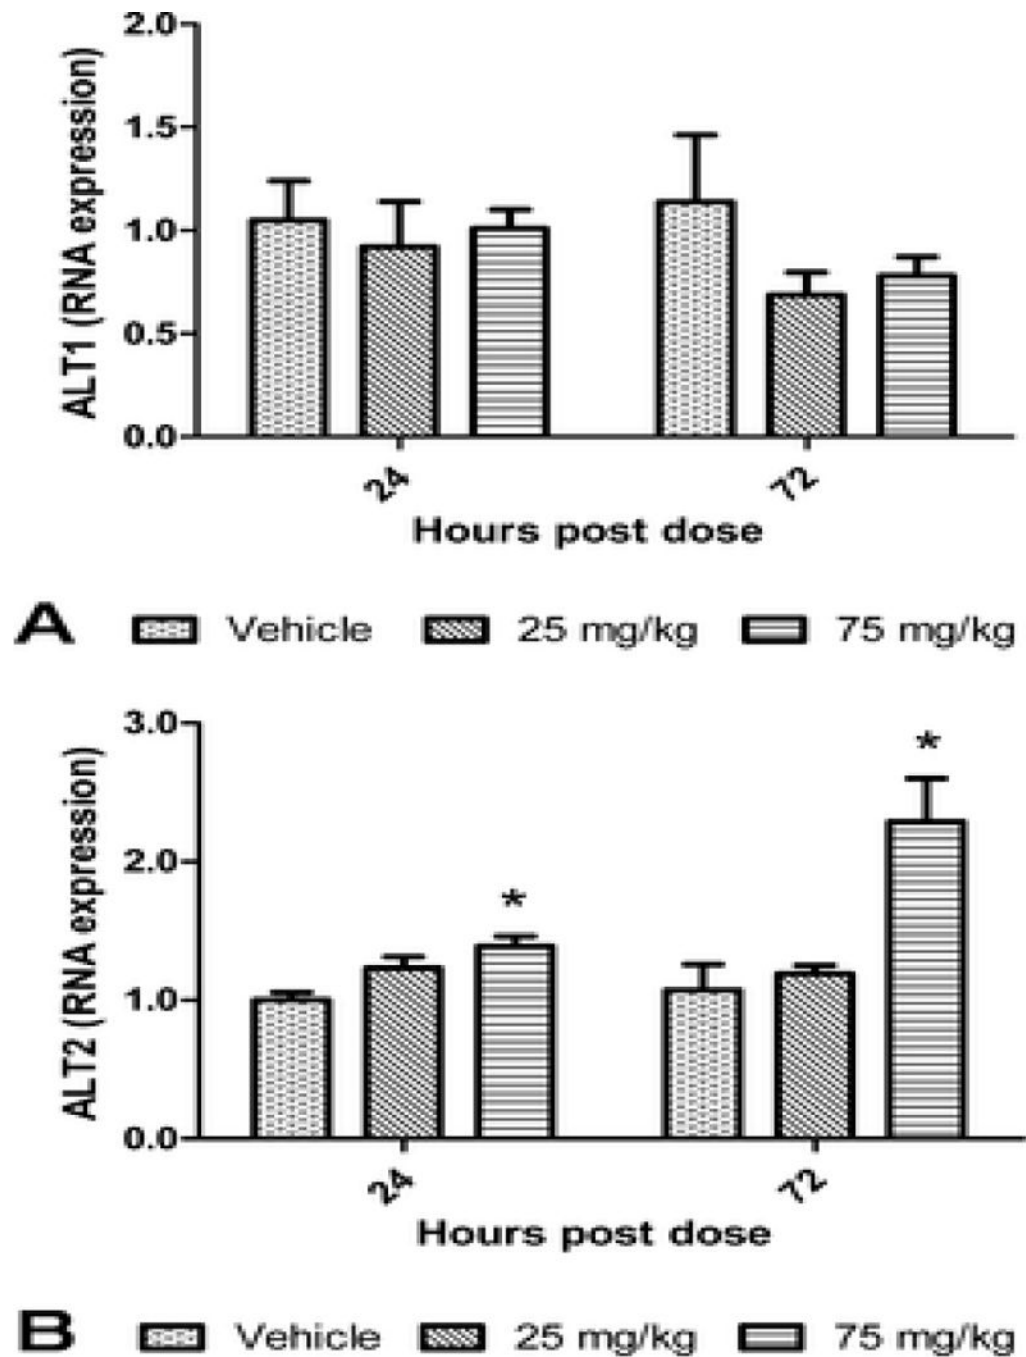 2.0
1.5
1.0
0.5
0.0
ALT1 (RNA expression)
24 72
Hours post dose
A Vehicle 25 mg/kg 75 mg/kg
3.0
*
2.0
*
1.0
0.0
ALT2 (RNA expression)
24 72
Hours post dose
B Vehicle 25 mg/kg 75 mg/kg